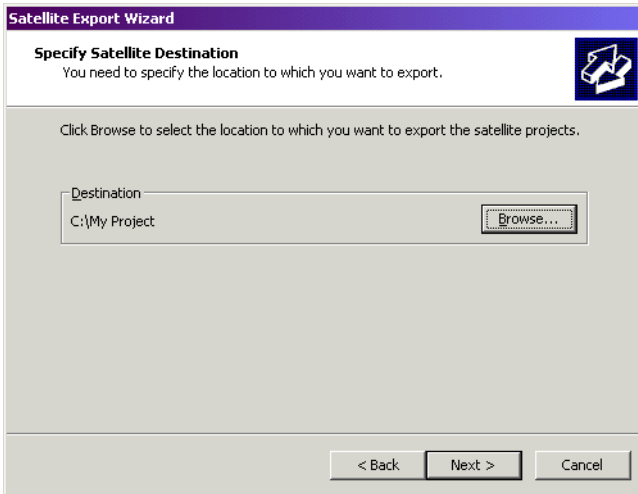 Satellite Export Wizard
Specify Satellite Destination
You need to specify the location to which you want to export.
Click Browse to select the location to which you want to export the satellite projects.
Destination
C:\My Project
Browse...
< Back
Next >
Cancel